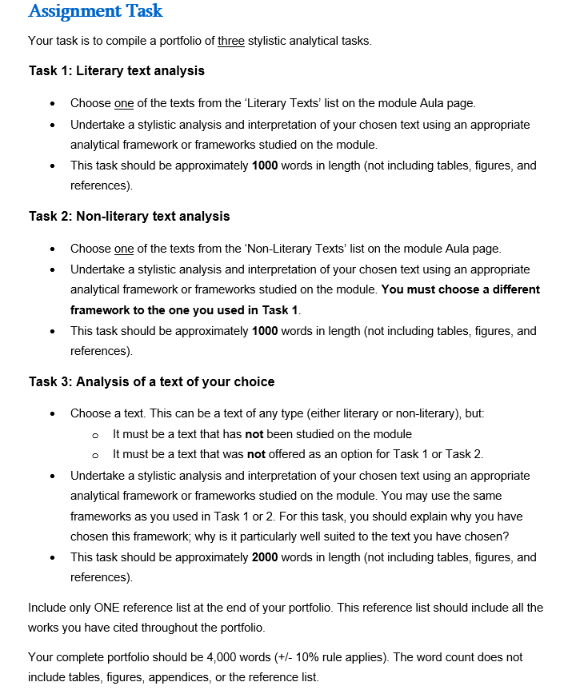 Assignment Task
Your task is to compile a portfolio of three stylistic analytical tasks.
Task 1: Literary text analysis
• Choose one of the texts from the 'Literary Texts' list on the module Aula page.
• Undertake a stylistic analysis and interpretation of your chosen text using an appropriate
analytical framework or frameworks studied on the module.
• This task should be approximately 1000 words in length (not including tables, figures, and
references).
Task 2: Non-literary text analysis
• Choose one of the texts from the 'Non-Literary Texts' list on the module Aula page.
• Undertake a stylistic analysis and interpretation of your chosen text using an appropriate
analytical framework or frameworks studied on the module. You must choose a different
framework to the one you used in Task 1.
• This task should be approximately 1000 words in length (not including tables, figures, and
references).
Task 3: Analysis of a text of your choice
• Choose a text. This can be a text of any type (either literary or non-literary), but:
o It must be a text that has not been studied on the module
o It must be a text that was not offered as an option for Task 1 or Task 2.
• Undertake a stylistic analysis and interpretation of your chosen text using an appropriate
analytical framework or frameworks studied on the module. You may use the same
frameworks as you used in Task 1 or 2. For this task, you should explain why you have
chosen this framework; why is it particularly well suited to the text you have chosen?
• This task should be approximately 2000 words in length (not including tables, figures, and
references).
Include only ONE reference list at the end of your portfolio. This reference list should include all the
works you have cited throughout the portfolio.
Your complete portfolio should be 4,000 words (+/- 10% rule applies). The word count does not
include tables, figures, appendices, or the reference list.